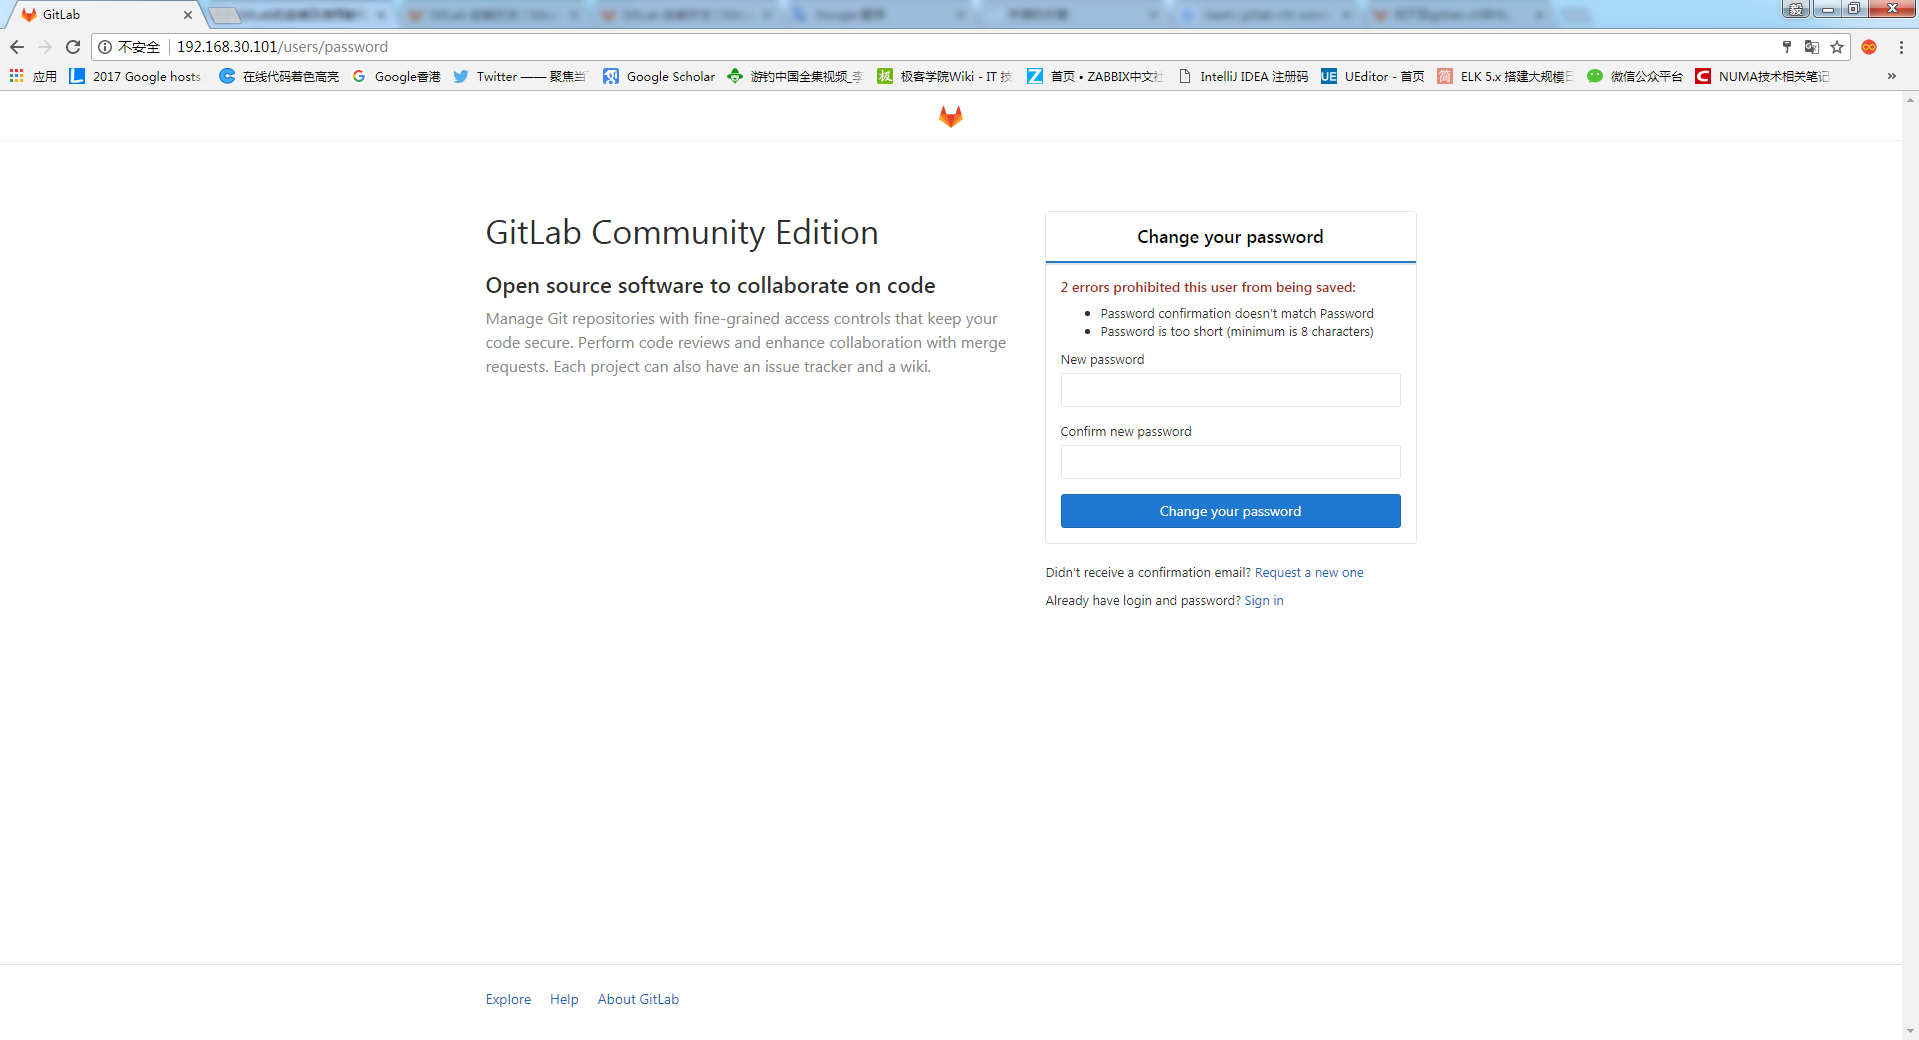 GitLab
Google
不安全 192.168.30.101/users/password
应用 2017 Google hosts 在线代码着色高亮 Google香港 Twitter —— 聚焦当 Google Scholar 游钓中国全集视频_李 极客学院Wiki - IT 技 首页 • ZABBIX中文社 IntelliJ IDEA 注册码 UEditor - 首页 ELK 5.x 搭建大规模日 微信公众平台 NUMA技术相关笔记 »
GitLab Community Edition
Open source software to collaborate on code
Manage Git repositories with fine-grained access controls that keep your
code secure. Perform code reviews and enhance collaboration with merge
requests. Each project can also have an issue tracker and a wiki.
Change your password
2 errors prohibited this user from being saved:
• Password confirmation doesn't match Password
• Password is too short (minimum is 8 characters)
New password
Confirm new password
Change your password
Didn't receive a confirmation email? Request a new one
Already have login and password? Sign in
Explore Help About GitLab